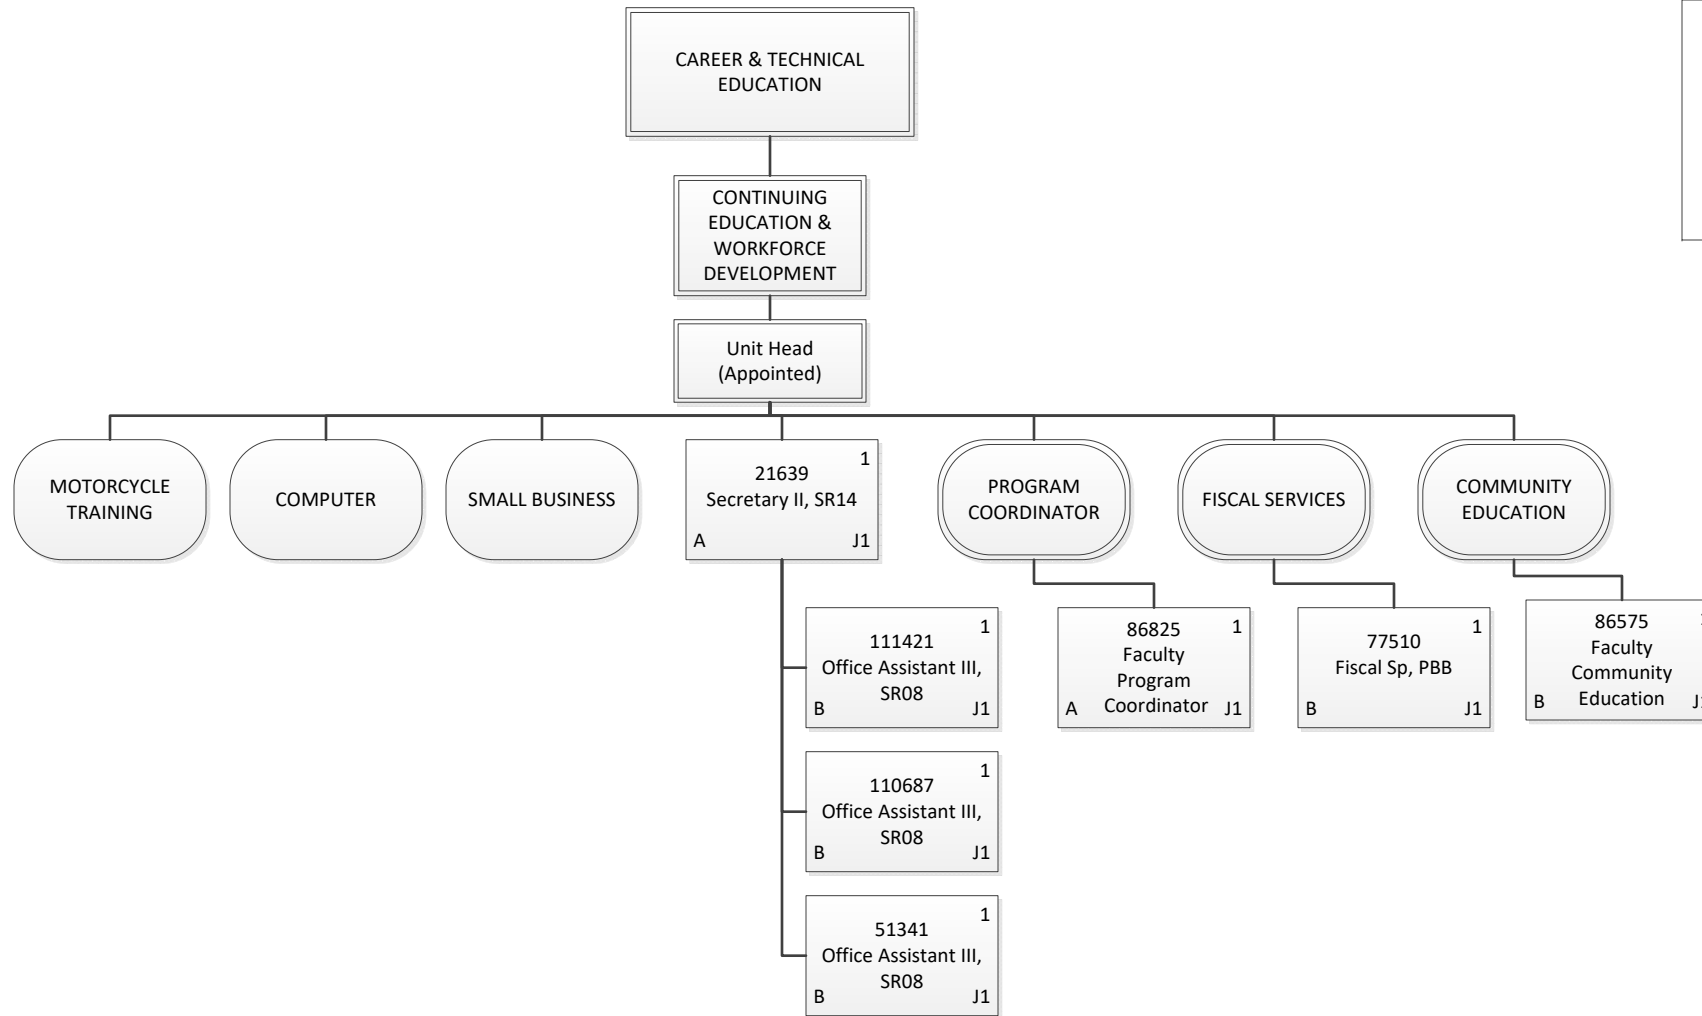 CAREER & TECHNICAL
EDUCATION
CONTINUING
EDUCATION &
WORKFORCE
DEVELOPMENT
Unit Head
(Appointed)
MOTORCYCLE
TRAINING
COMPUTER
SMALL BUSINESS
1
21639
Secretary II, SR14
A J1
PROGRAM
COORDINATOR
FISCAL SERVICES
COMMUNITY
EDUCATION
1
111421
Office Assistant III,
SR08
B J1
1
110687
Office Assistant III,
SR08
B J1
1
51341
Office Assistant III,
SR08
B J1
86825 1
Faculty
Program
Coordinator
A J1
1
77510
Fiscal Sp, PBB
B J1
86575
Faculty
Community
Education
B